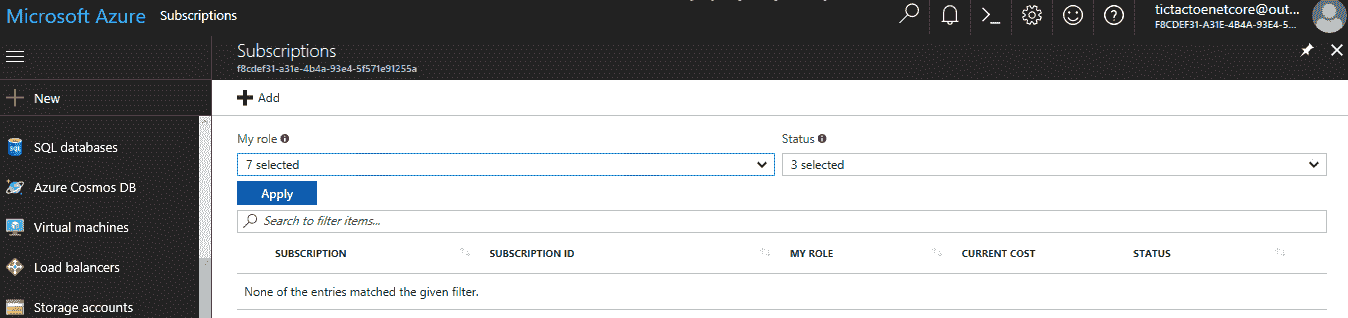 Microsoft Azure Subscriptions
tictactoenetcore@out...
F8CDEF31-A31E-4B4A-93E4-5...
Subscriptions
f8cdef31-a31e-4b4a-93e4-5f571e91255a
New
Add
SQL databases
Azure Cosmos DB
Virtual machines
Load balancers
Storage accounts
My role Status
7 selected 3 selected
Apply
Search to filter items...
SUBSCRIPTION SUBSCRIPTION ID MY ROLE CURRENT COST STATUS
None of the entries matched the given filter.